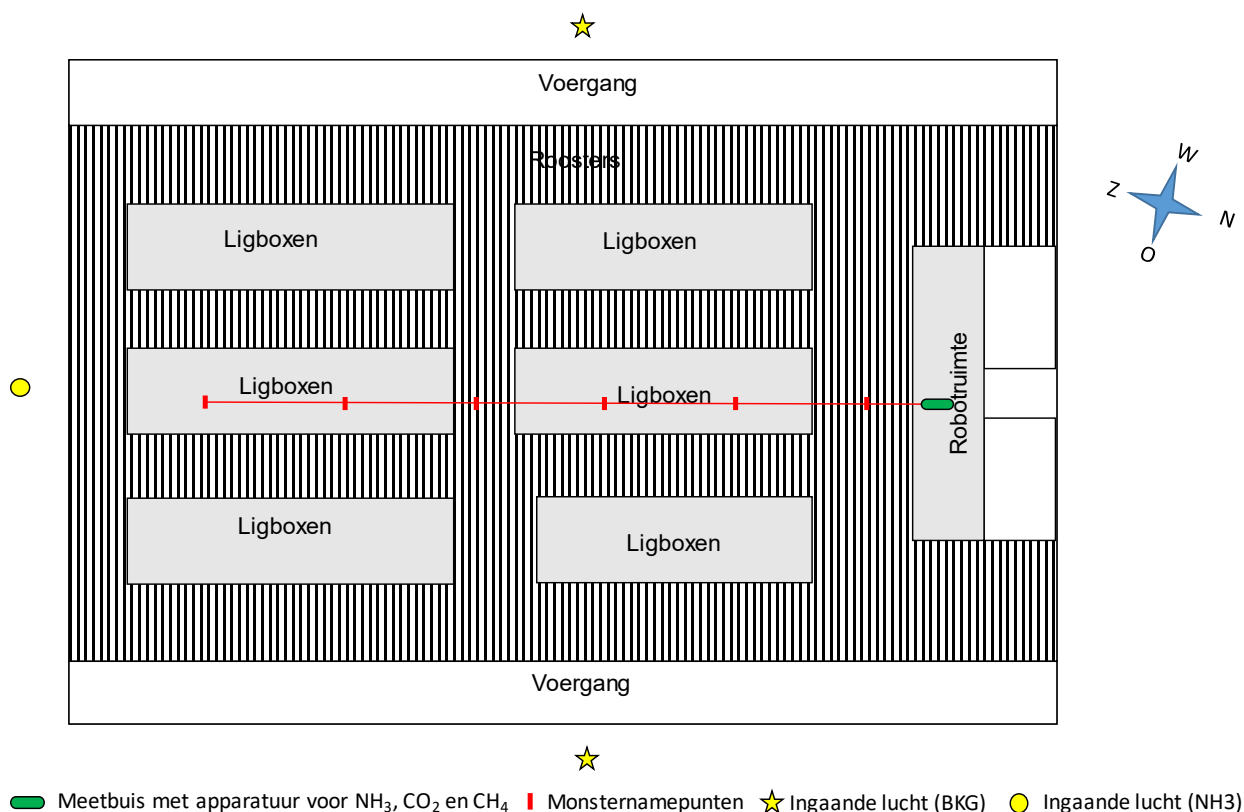 Voergang
Roosters
W
Z
N
O
Ligboxen
Ligboxen
Ligboxen
Ligboxen
Robotruimte
Ligboxen
Ligboxen
Voergang
Meetbuis met apparatuur voor NH₃, CO₂ en CH₄ Monsternamepunten Ingaande lucht (BKG) Ingaande lucht (NH3)